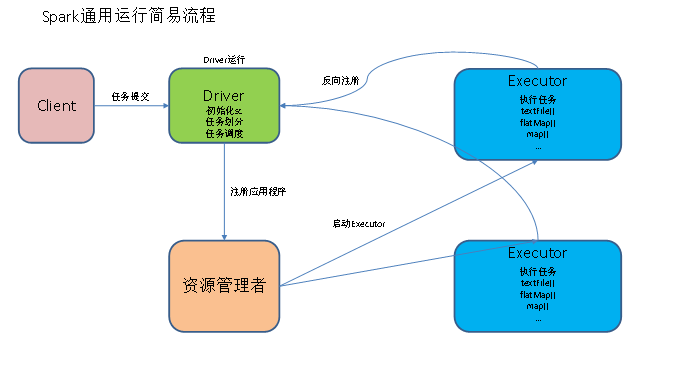 Spark通用运行简易流程
Client
任务提交
Driver运行
Driver
初始化sc
任务划分
任务调度
反向注册
Executor
执行任务
textFile()
flatMap()
map()
...
注册应用程序
资源管理者
启动Executor
Executor
执行任务
textFile()
flatMap()
map()
...